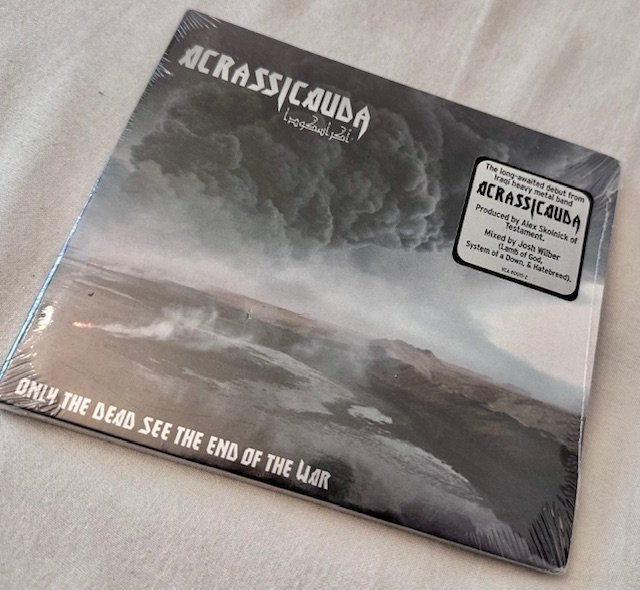 ACRASSICAUDA
The long-awaited debut from
Iraqi heavy metal band
ACRASSICAUDA
Produced by Alex Skolnick of
Testament.
Mixed by Josh Wilber
(Lamb of God,
System of a Down, & Hatebreed).
ONLY THE DEAD SEE THE END OF THE WAR